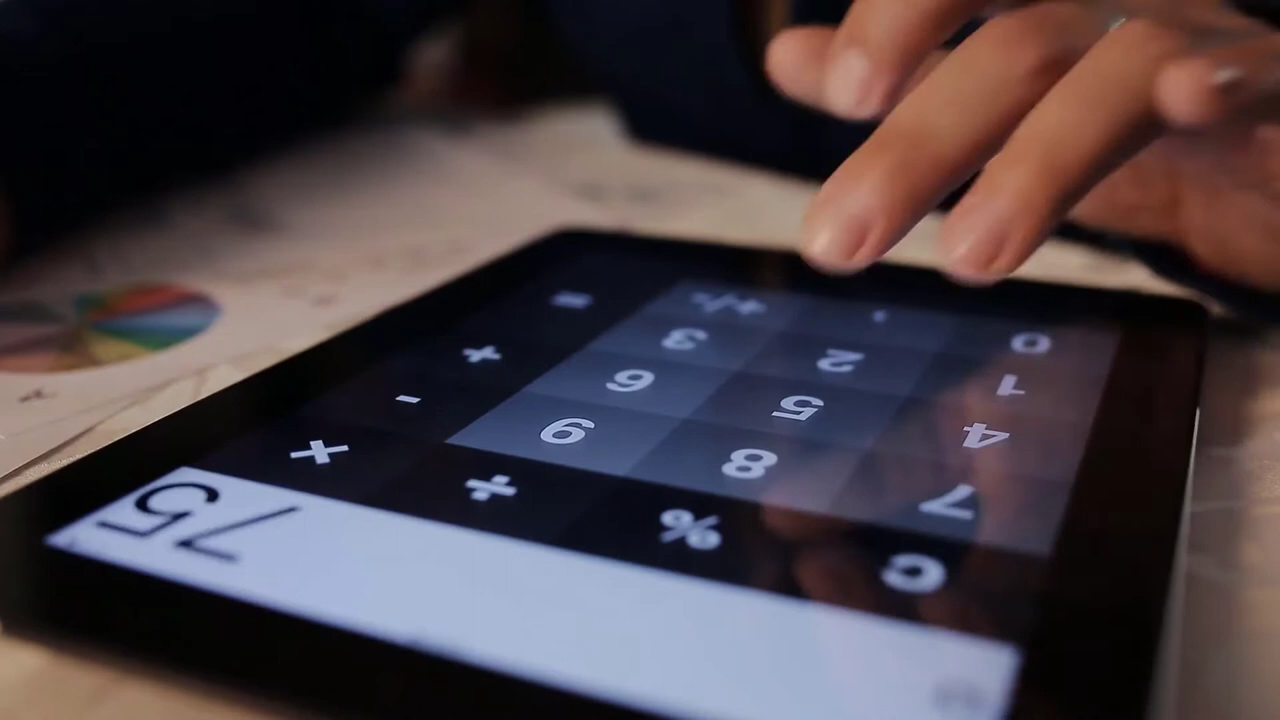 75
C % ÷ ×
7 8 9 -
4 5 6 +
1 2 3 =
0 . +/-